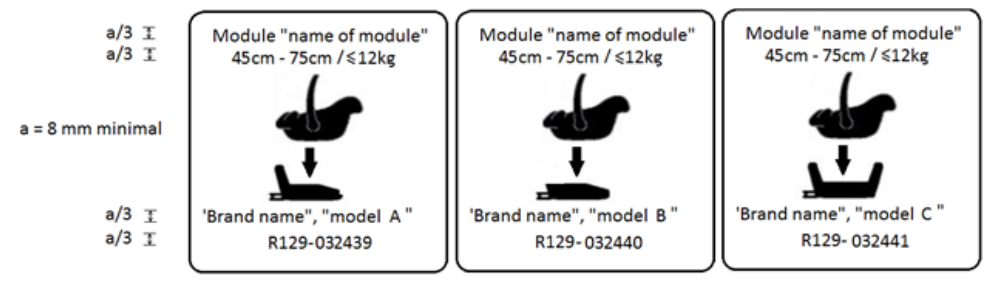 a/3
a/3
a = 8 mm minimal
a/3
a/3
Module "name of module"
45cm - 75cm / ≤12kg
'Brand name", "model A "
R129-032439
Module "name of module"
45cm - 75cm / ≤12kg
'Brand name", "model B "
R129-032440
Module "name of module"
45cm - 75cm / ≤12kg
'Brand name", "model C "
R129- 032441